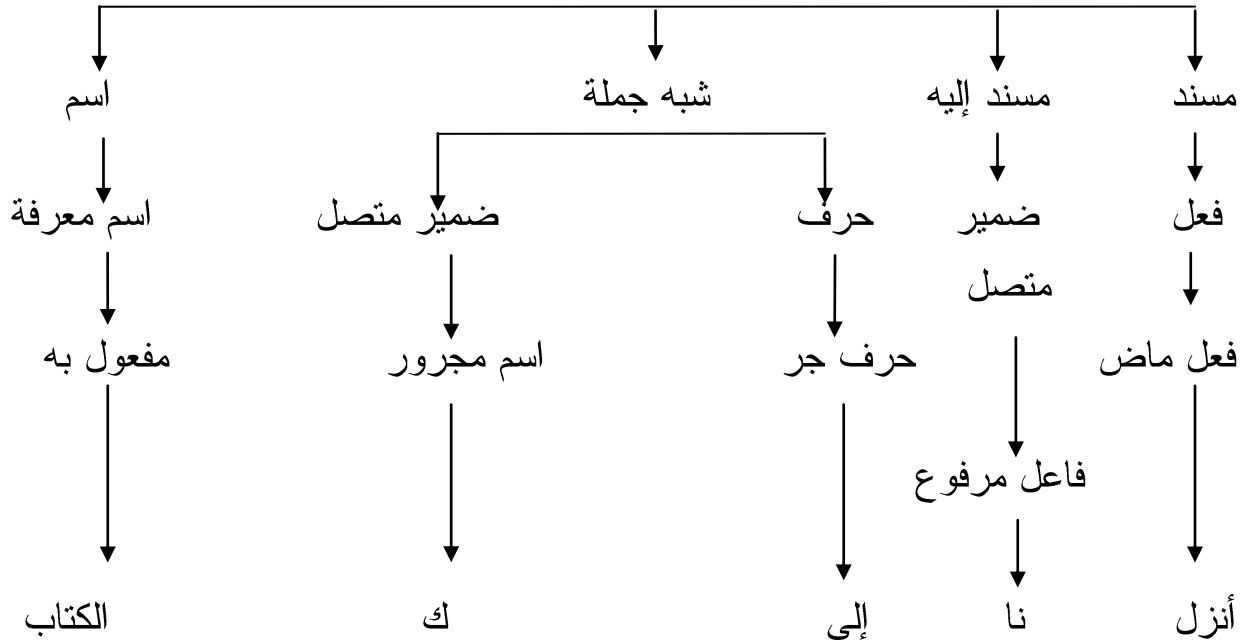 مسند مسند إليه شبه جملة اسم
فعل ضمير حرف ضمير متصل اسم معرفة
متصل
فعل ماض حرف جر اسم مجرور مفعول به
فاعل مرفوع
أنزل نا إلى ك الكتاب